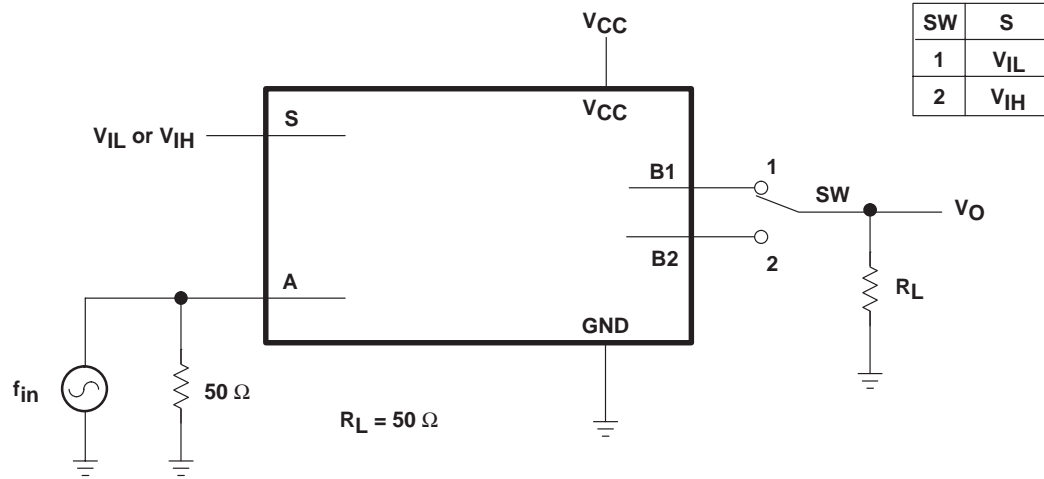 VCC
SW S
1 VIL
2 VIH
VCC
S
VIL or VIH
B1
1
SW
VO
B2
2
A
RL
GND
fin
50 Ω
RL = 50 Ω